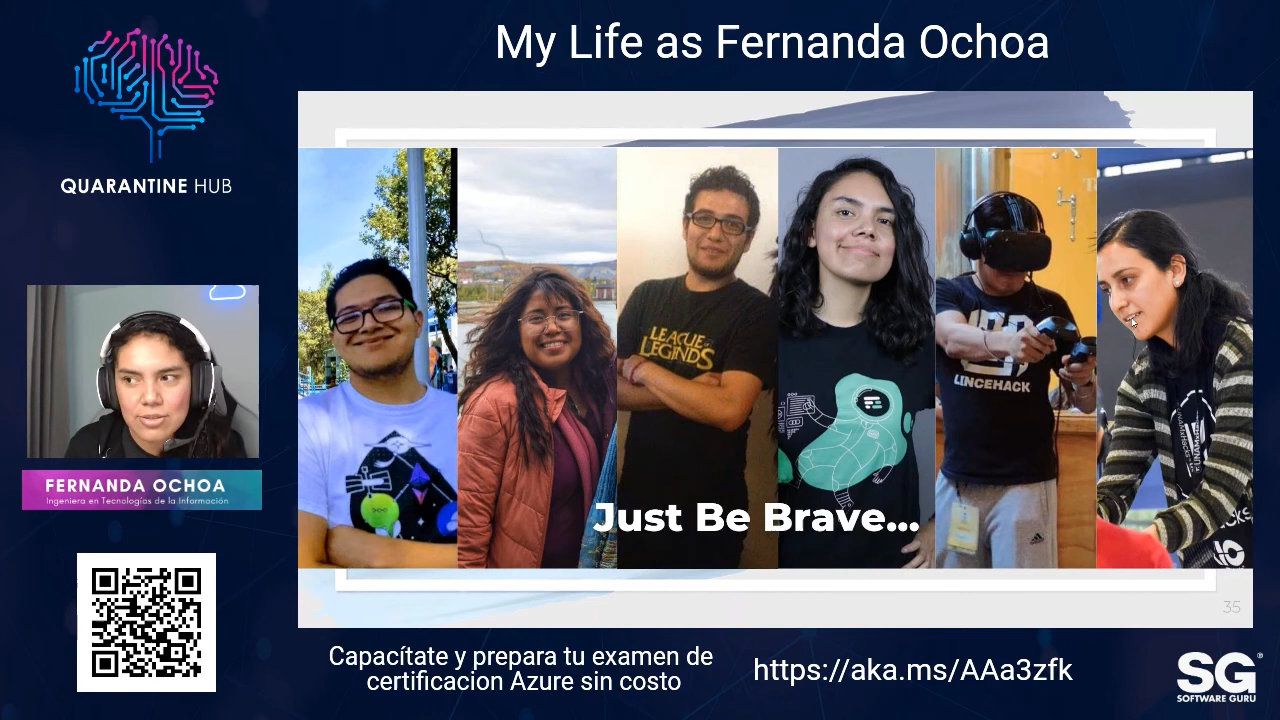 My Life as Fernanda Ochoa
QUARANTINE HUB
LEAGUE
LEGENDS
LINCEHACK
Just Be Brave...
35
FERNANDA OCHOA
Ingeniera en Tecnologías de la Información
Capacítate y prepara tu examen de
certificacion Azure sin costo
https://aka.ms/AAa3zfk
SG®
SOFTWARE GURU